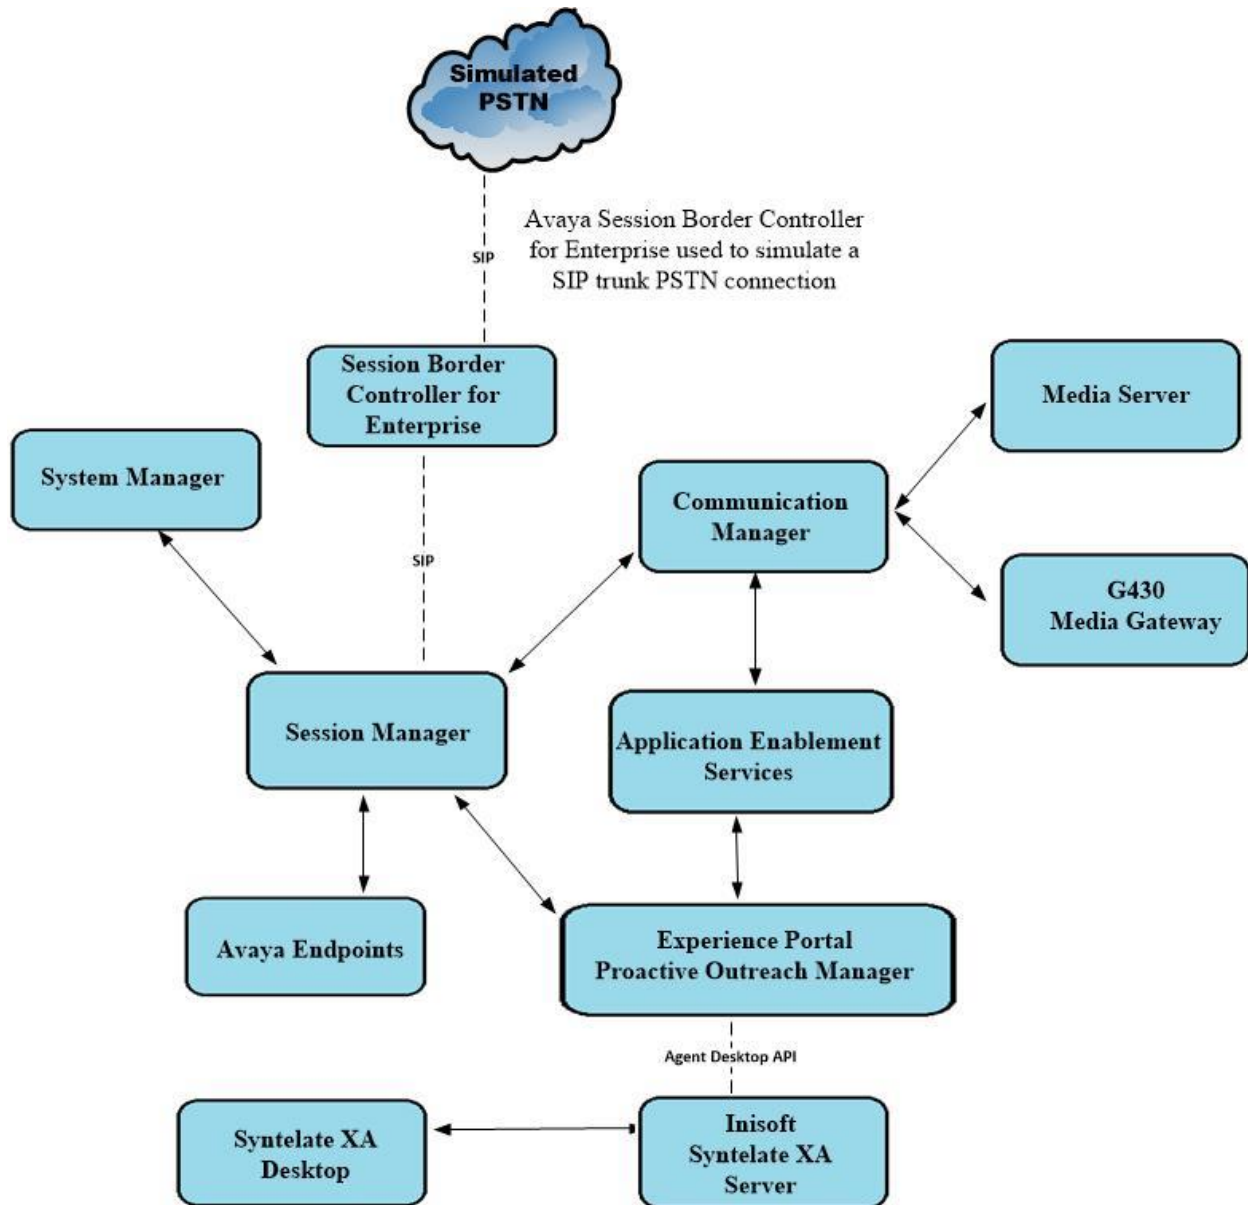 Simulated
PSTN
Avaya Session Border Controller
for Enterprise used to simulate a
SIP trunk PSTN connection
SIP
Session Border
Controller for
Enterprise
Media Server
System Manager
Communication
Manager
SIP
G430
Media Gateway
Session Manager
Application Enablement
Services
Avaya Endpoints
Experience Portal
Proactive Outreach Manager
Agent Desktop API
Syntelate XA
Desktop
Inisoft
Syntelate XA
Server